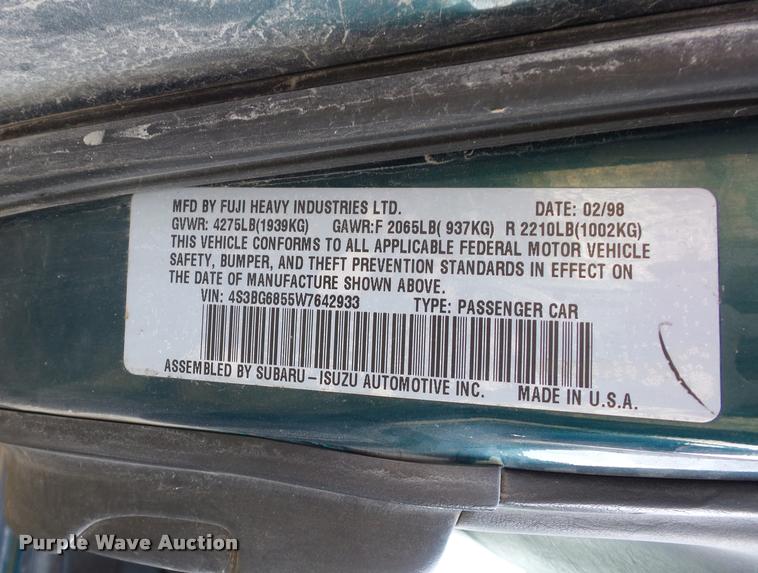 MFD BY FUJI HEAVY INDUSTRIES LTD. DATE: 02/98
GVWR: 4275LB(1939KG) GAWR:F 2065LB( 937KG) R 2210LB(1002KG)
THIS VEHICLE CONFORMS TO ALL APPLICABLE FEDERAL MOTOR VEHICLE
SAFETY, BUMPER, AND THEFT PREVENTION STANDARDS IN EFFECT ON
THE DATE OF MANUFACTURE SHOWN ABOVE.
VIN: 4S3BG6855W7642933 TYPE: PASSENGER CAR
ASSEMBLED BY SUBARU-ISUZU AUTOMOTIVE INC. MADE IN U.S.A.
Purple Wave Auction